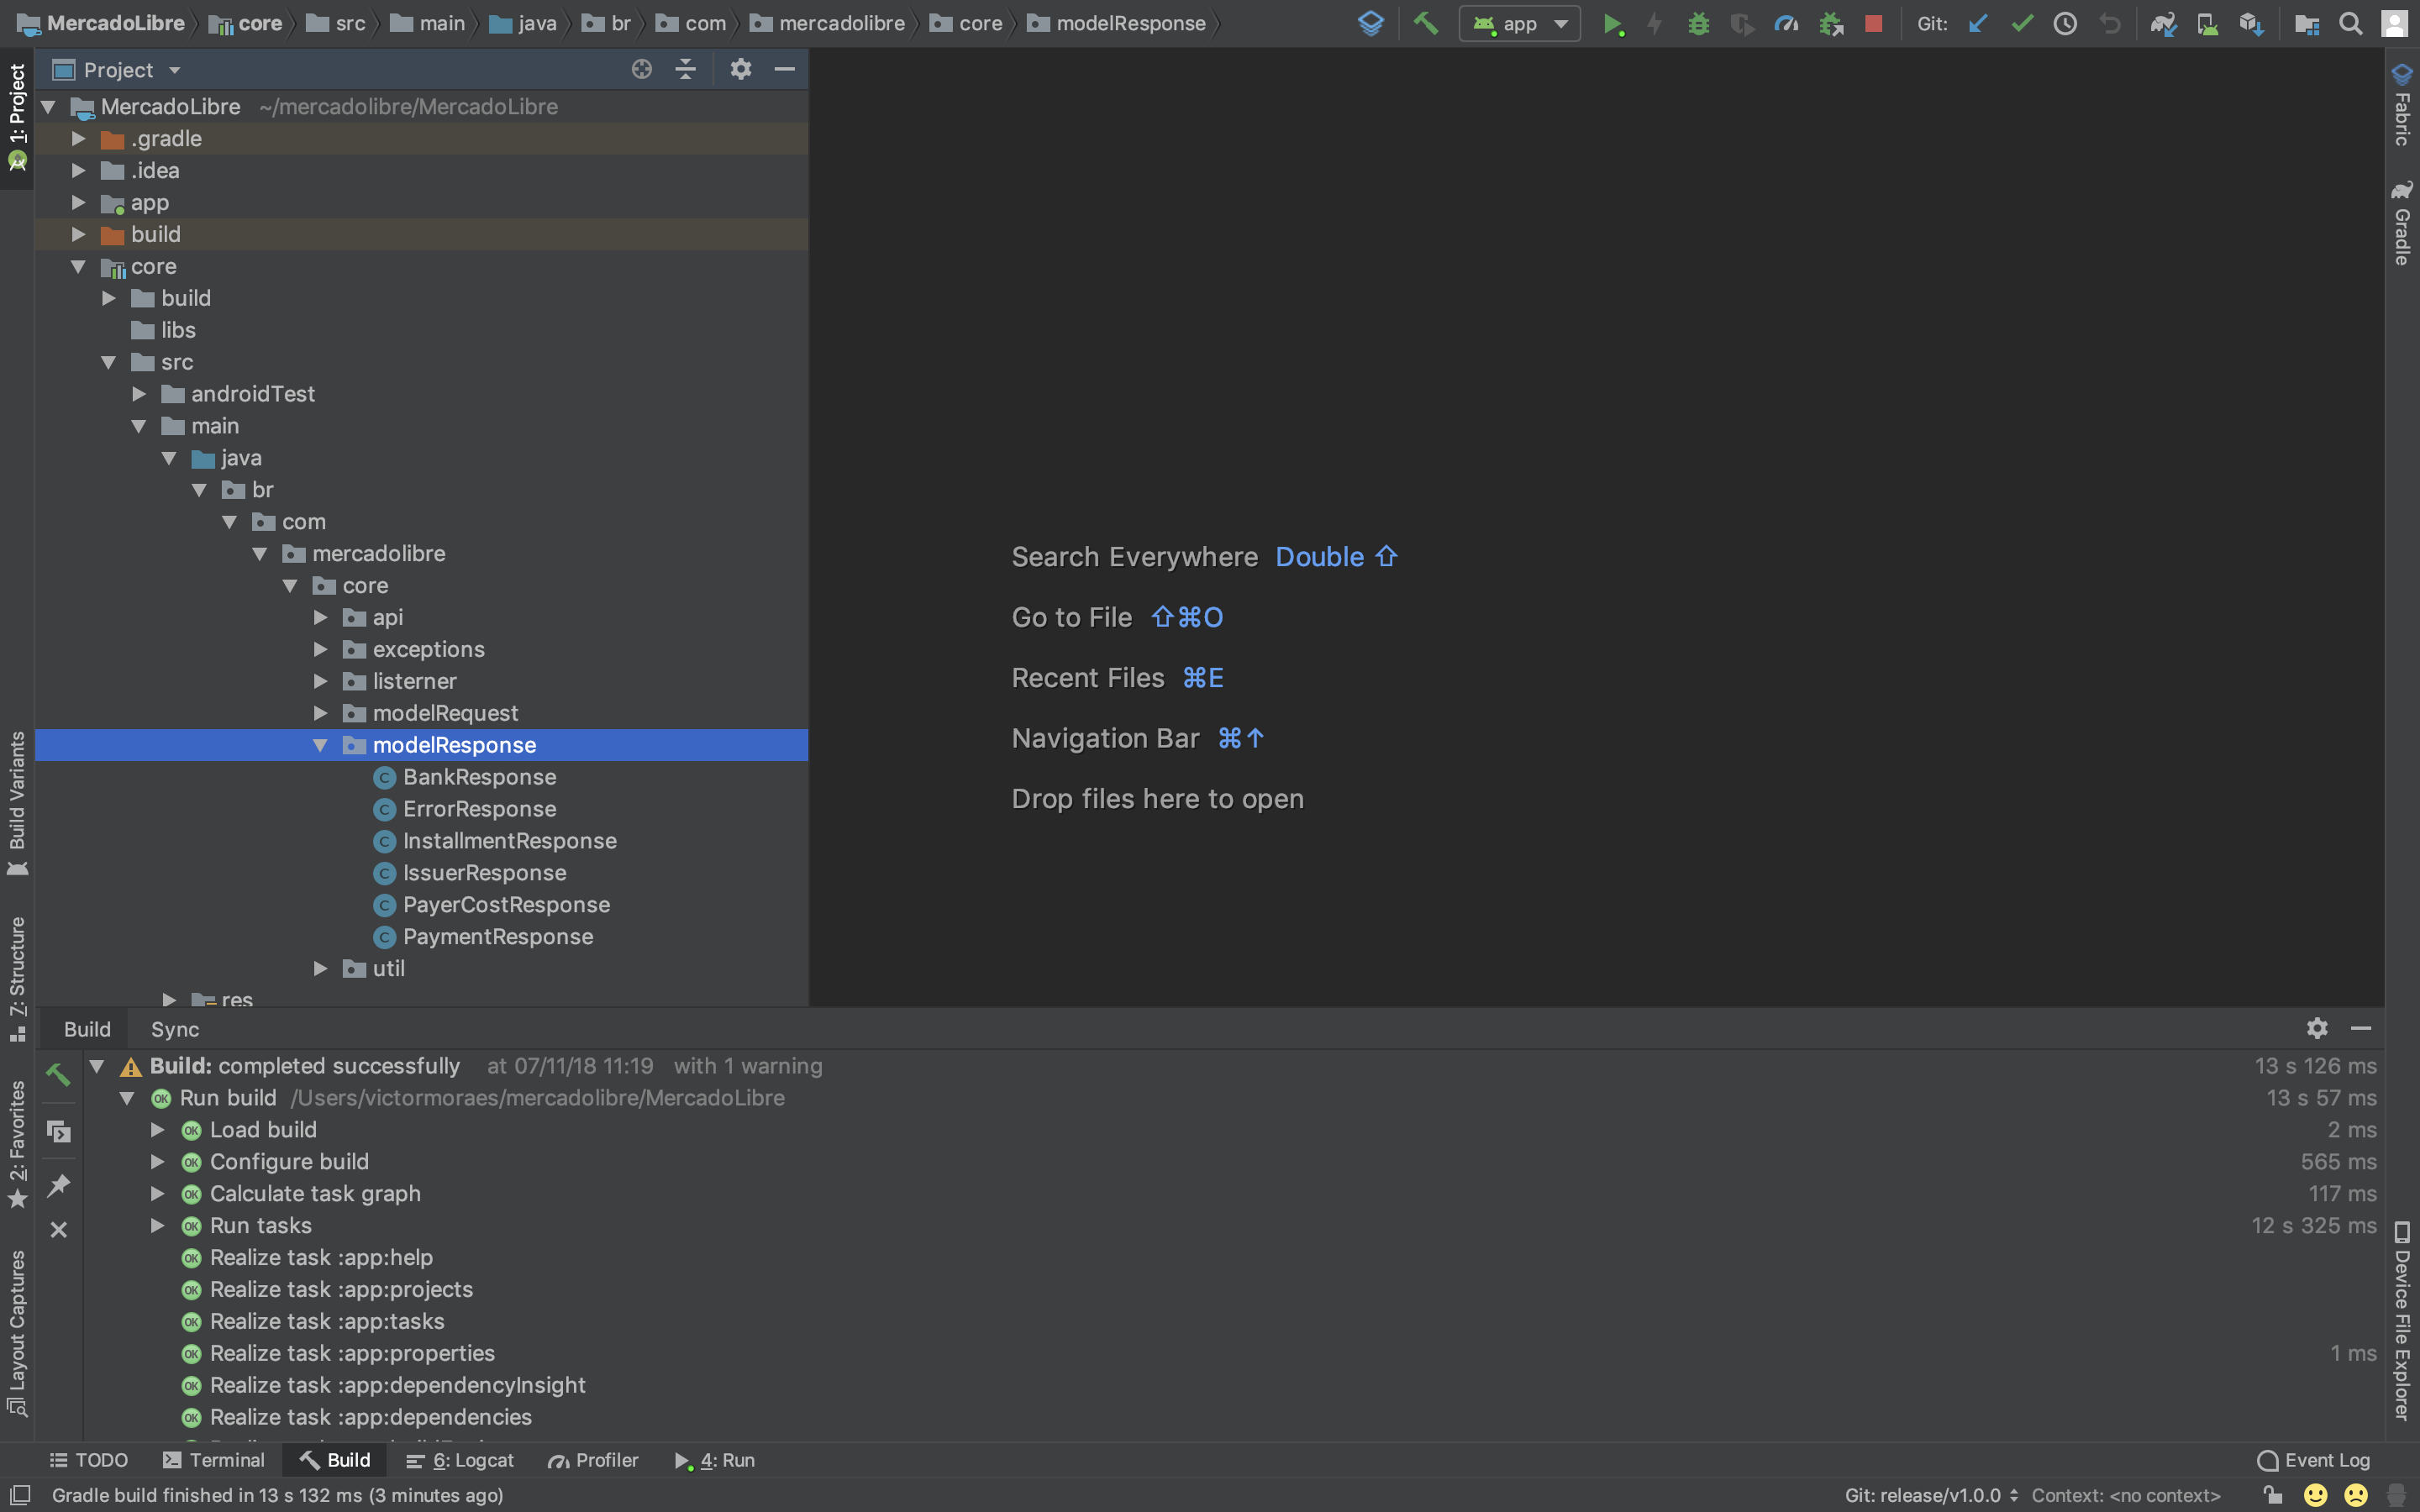 MercadoLibre core src main java br com mercadolibre core modelResponse app Git:
Project
MercadoLibre ~/mercadolibre/MercadoLibre
.gradle
.idea
app
build
core
build
libs
src
androidTest
main
java
br
com
mercadolibre
core
api
exceptions
listerner
modelRequest
modelResponse
BankResponse
ErrorResponse
InstallmentResponse
IssuerResponse
PayerCostResponse
PaymentResponse
util
res
1: Project
Build Variants
7: Structure
2: Favorites
Layout Captures
Search Everywhere Double ⇧
Go to File ⇧⌘O
Recent Files ⌘E
Navigation Bar ⌘↑
Drop files here to open
Fabric
Gradle
Device File Explorer
Build Sync
Build: completed successfully at 07/11/18 11:19 with 1 warning 13 s 126 ms
Run build /Users/victormoraes/mercadolibre/MercadoLibre 13 s 57 ms
Load build 2 ms
Configure build 565 ms
Calculate task graph 117 ms
Run tasks 12 s 325 ms
Realize task :app:help
Realize task :app:projects
Realize task :app:tasks
Realize task :app:properties 1 ms
Realize task :app:dependencyInsight
Realize task :app:dependencies
TODO Terminal Build 6: Logcat Profiler 4: Run Event Log
Gradle build finished in 13 s 132 ms (3 minutes ago) Git: release/v1.0.0 Context: <no context>